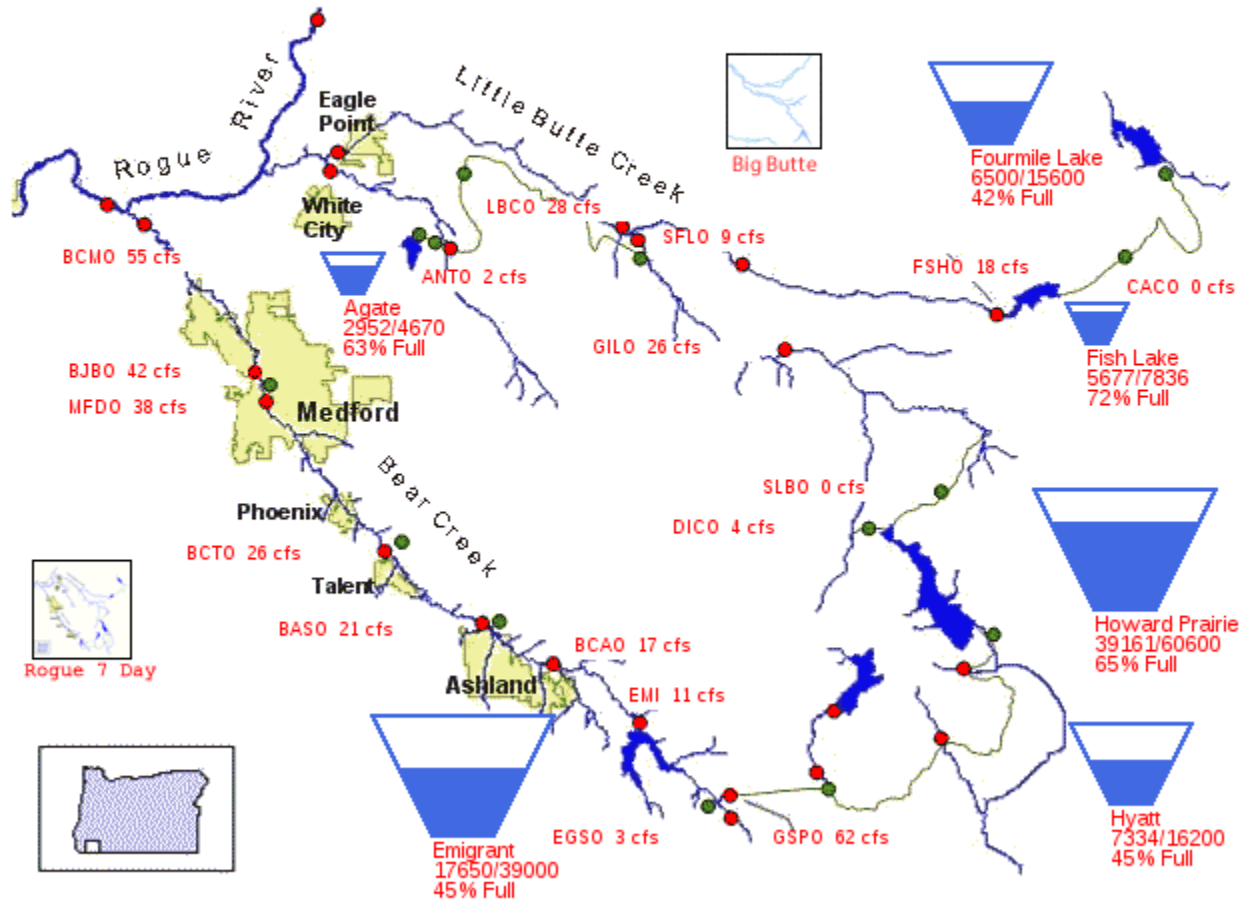 Rogue River
Eagle
Point
Little Butte Creek
Big Butte
Fourmile Lake
6500/15600
42% Full
White
City
LBCO 28 cfs
SFLO 9 cfs
BCMO 55 cfs
ANTO 2 cfs
FSHO 18 cfs
CACO 0 cfs
Agate
2952/4670
63% Full
GILO 26 cfs
Fish Lake
5677/7836
72% Full
BJBO 42 cfs
MFDO 38 cfs
Medford
Bear Creek
SLBO 0 cfs
Phoenix
DICO 4 cfs
BCTO 26 cfs
Talent
Howard Prairie
39161/60600
65% Full
BASO 21 cfs
BCAO 17 cfs
Rogue 7 Day
Ashland
EMI 11 cfs
EGSO 3 cfs
GSPO 62 cfs
Emigrant
17650/39000
45% Full
Hyatt
7334/16200
45% Full